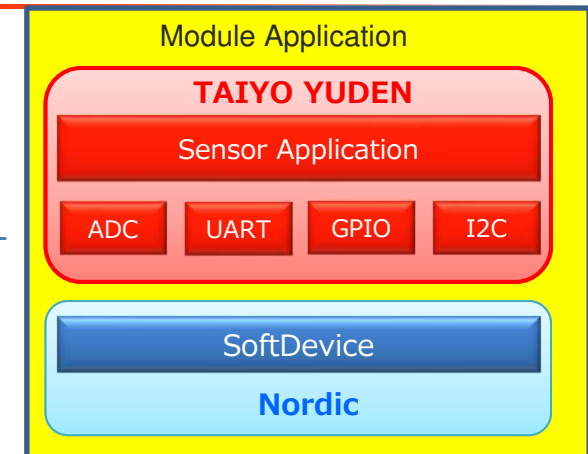 Module Application
TAIYO YUDEN
Sensor Application
ADC UART GPIO I2C
SoftDevice
Nordic